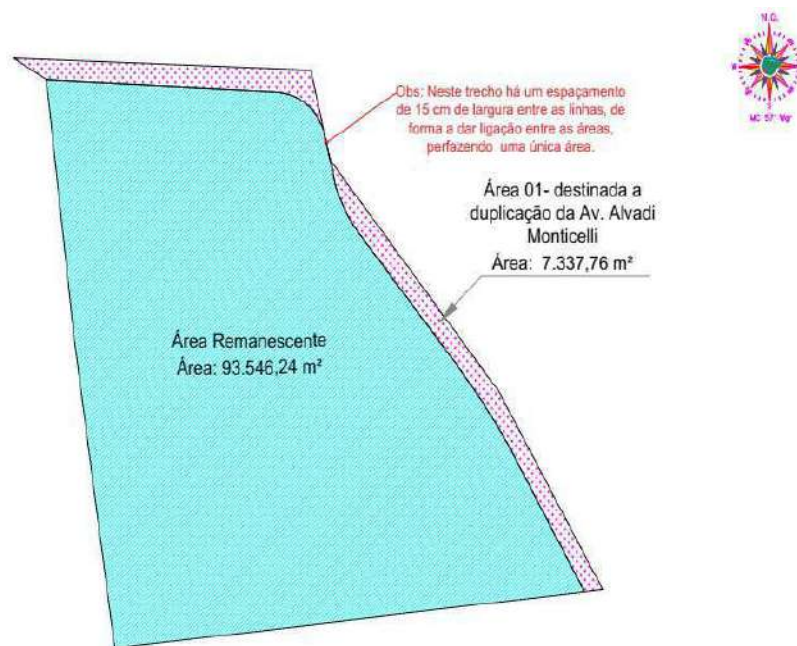 N.G.
Obs: Neste trecho há um espaçamento
de 15 cm de largura entre as linhas, de
forma a dar ligação entre as áreas,
perfazendo uma única área.
Área 01- destinada a
duplicação da Av. Alvadi
Monticelli
Área: 7.337,76 m²
Área Remanescente
Área: 93.546,24 m²